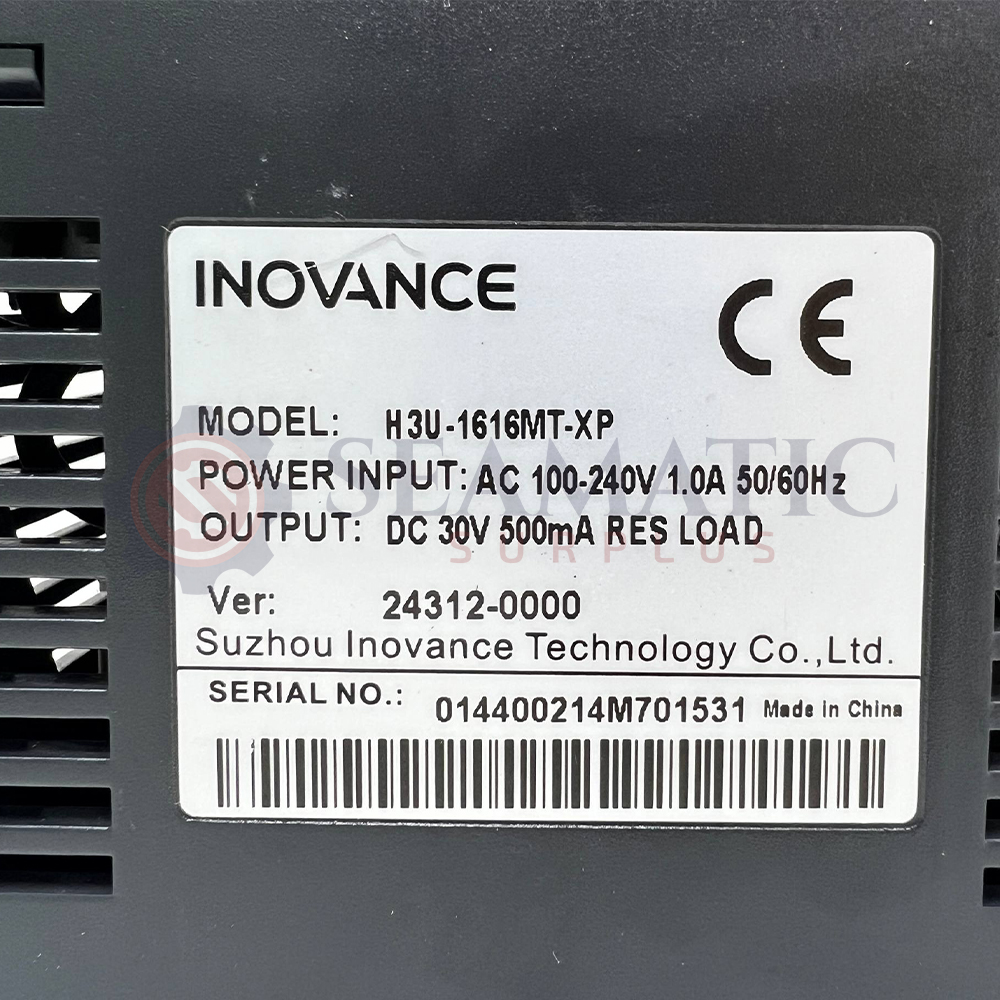 INOVANCE
CE
MODEL: H3U-1616MT-XP
POWER INPUT: AC 100-240V 1.0A 50/60Hz
OUTPUT: DC 30V 500mA RES LOAD
Ver: 24312-0000
Suzhou Inovance Technology Co.,Ltd.
SERIAL NO.: 014400214M701531 Made in China
SEAMATIC
SURPLUS